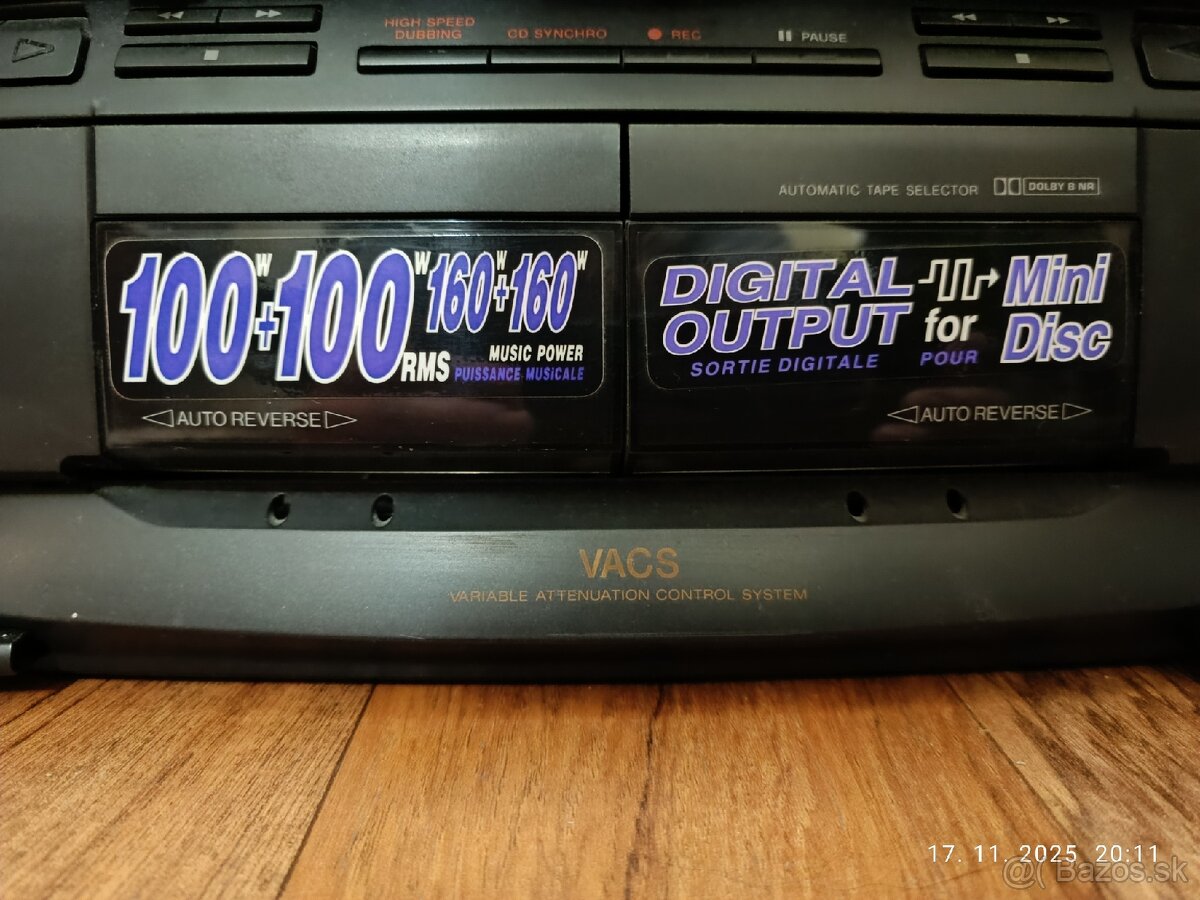 HIGH SPEED
DUBBING
CD SYNCHRO
REC
PAUSE
AUTOMATIC TAPE SELECTOR
DOLBY B NR
100W+100W RMS
160W+160W
MUSIC POWER
PUISSANCE MUSICALE
AUTO REVERSE
DIGITAL
OUTPUT
SORTIE DIGITALE
for
POUR
Mini
Disc
AUTO REVERSE
VACS
VARIABLE ATTENUATION CONTROL SYSTEM
17. 11. 2025 20:11
@( Bazos.sk